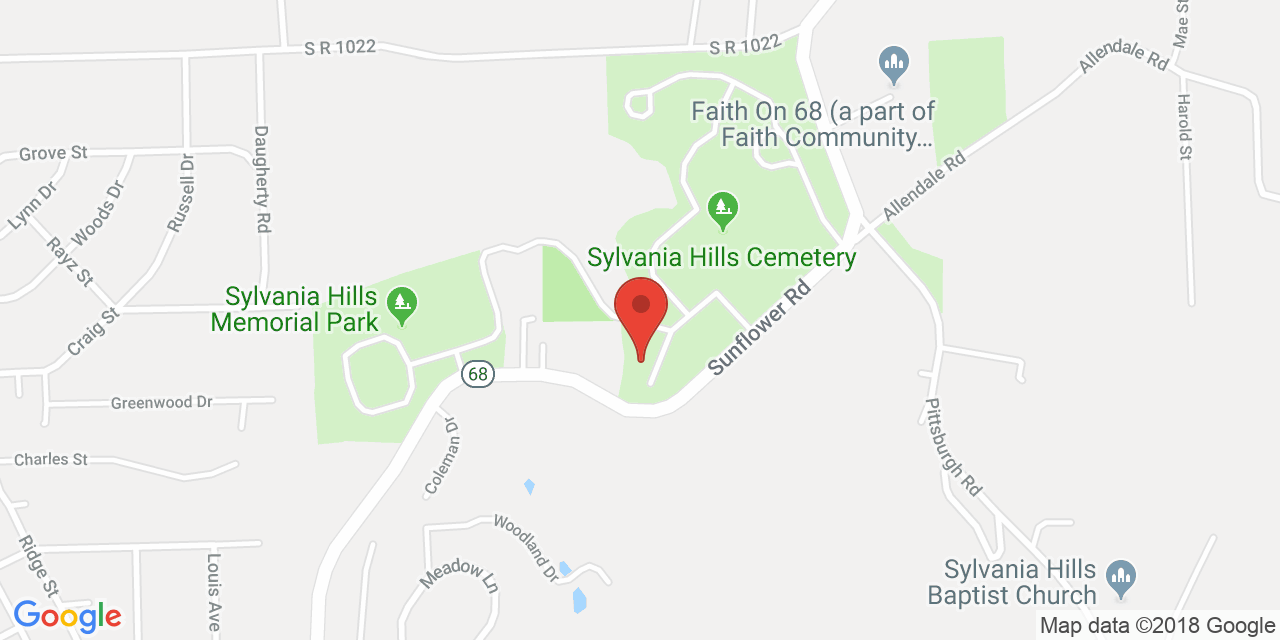 S R 1022
S R 1022
Allendale Rd
Mae St
Faith On 68 (a part of
Faith Community...
Harold St
Grove St
Daugherty Rd
Russell Dr
Woods Dr
Lynn Dr
Allendale Rd
Rayz St
Sylvania Hills Cemetery
Sylvania Hills
Memorial Park
Craig St
Sunflower Rd
68
Greenwood Dr
Coleman Dr
Pittsburgh Rd
Charles St
Woodland Dr
Meadow Ln
Ridge St
Louis Ave
Sylvania Hills
Baptist Church
Google
Map data ©2018 Google